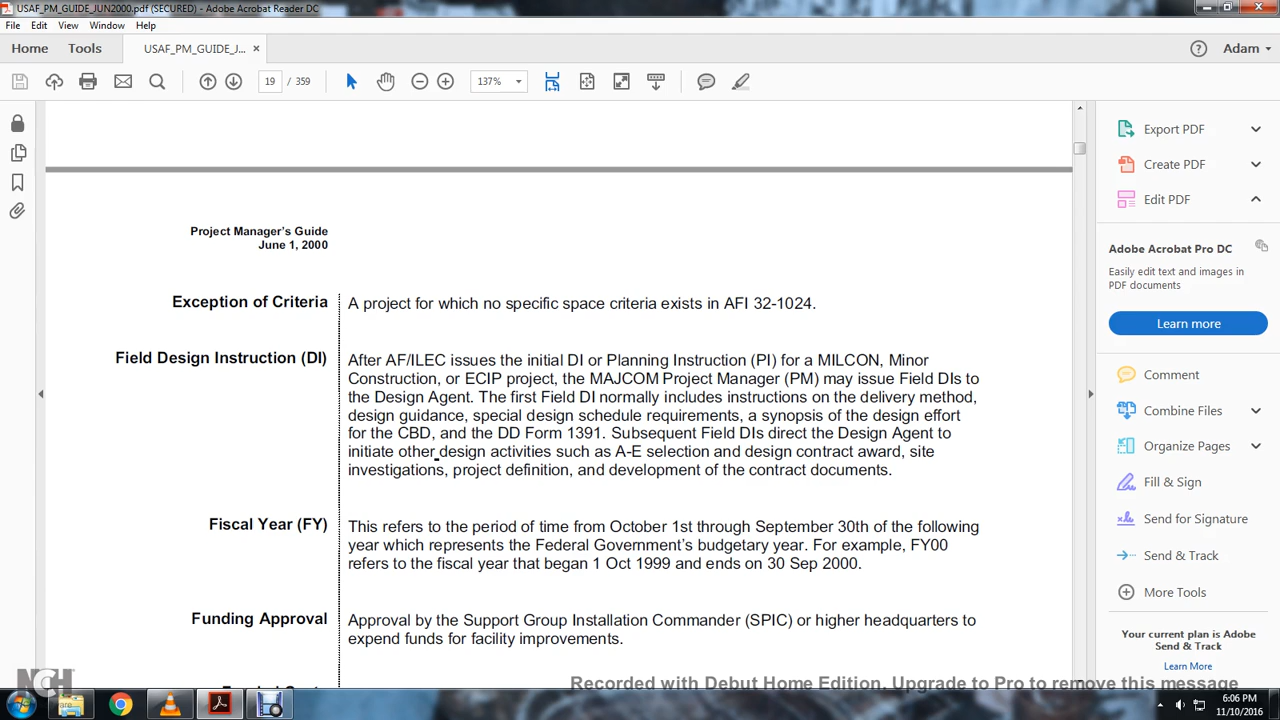 USAF_PM_GUIDE_JUN2000.pdf (SECURED) - Adobe Acrobat Reader DC
File Edit View Window Help
Home Tools USAF_PM_GUIDE_J... × Adam
19 / 359 137%
Export PDF
Create PDF
Edit PDF
Adobe Acrobat Pro DC
Easily edit text and images in
PDF documents
Learn more
Comment
Combine Files
Organize Pages
Fill & Sign
Send for Signature
Send & Track
More Tools
Your current plan is Adobe
Send & Track
Learn More
Project Manager's Guide
June 1, 2000
Exception of Criteria A project for which no specific space criteria exists in AFI 32-1024.
Field Design Instruction (DI) After AF/ILEC issues the initial DI or Planning Instruction (PI) for a MILCON, Minor
Construction, or ECIP project, the MAJCOM Project Manager (PM) may issue Field DIs to
the Design Agent. The first Field DI normally includes instructions on the delivery method,
design guidance, special design schedule requirements, a synopsis of the design effort
for the CBD, and the DD Form 1391. Subsequent Field DIs direct the Design Agent to
initiate other design activities such as A-E selection and design contract award, site
investigations, project definition, and development of the contract documents.
Fiscal Year (FY) This refers to the period of time from October 1st through September 30th of the following
year which represents the Federal Government's budgetary year. For example, FY00
refers to the fiscal year that began 1 Oct 1999 and ends on 30 Sep 2000.
Funding Approval Approval by the Support Group Installation Commander (SPIC) or higher headquarters to
expend funds for facility improvements.
NCH
Recorded with Debut Home Edition. Upgrade to Pro to remove this message
6:06 PM
11/10/2016